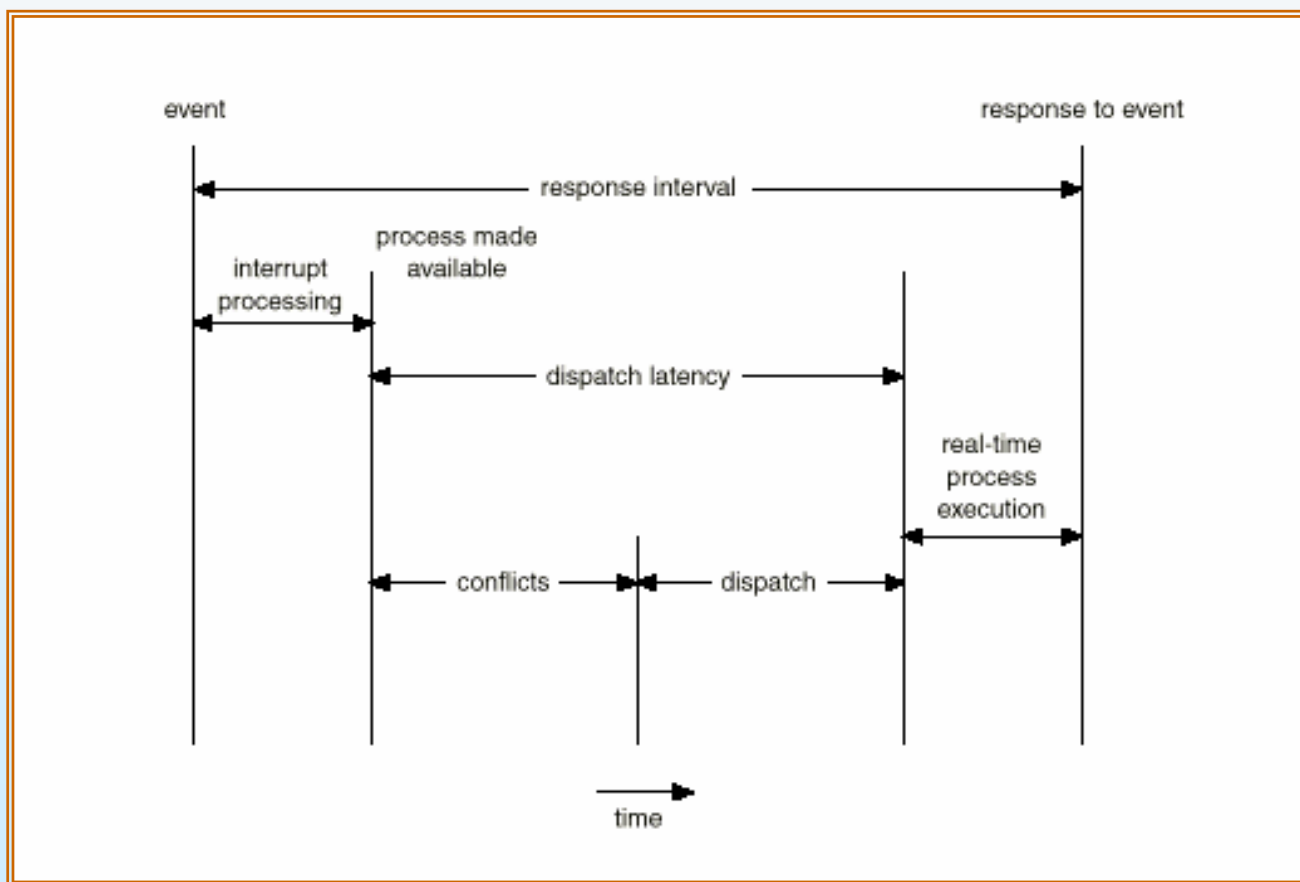 event
response to event
response interval
process made
available
interrupt
processing
dispatch latency
real-time
process
execution
conflicts
dispatch
time